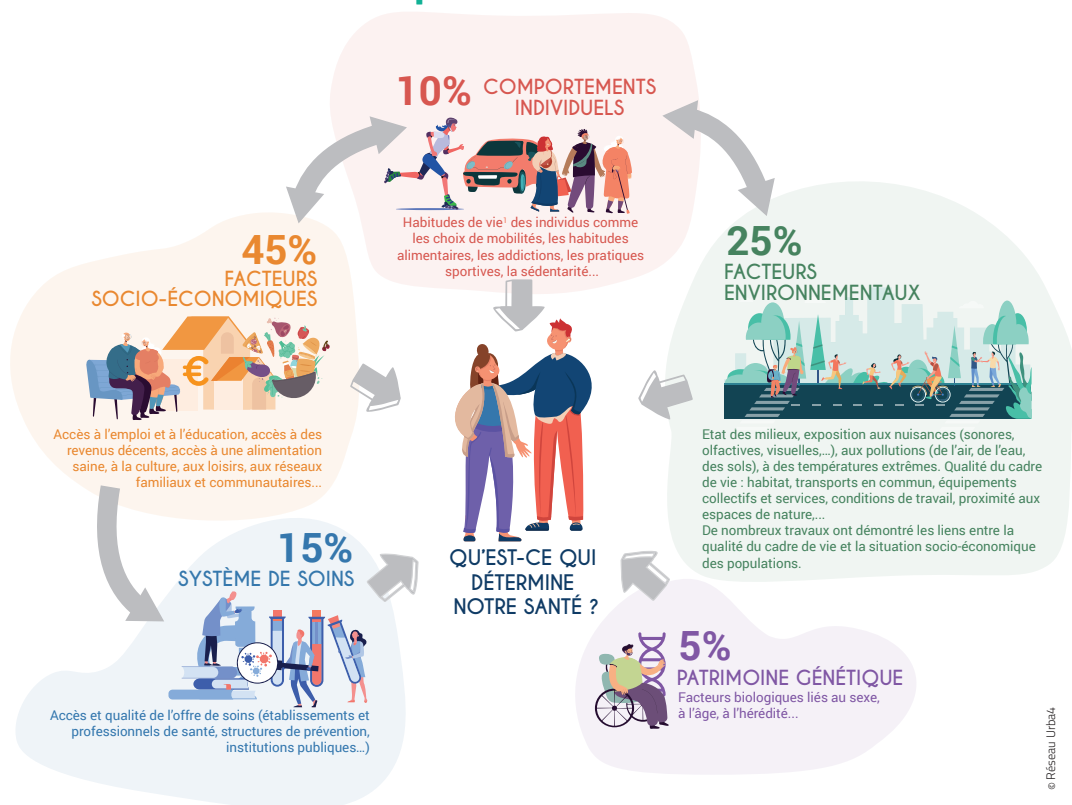 10% COMPORTEMENTS
INDIVIDUELS
Habitudes de vie¹ des individus comme
les choix de mobilités, les habitudes
alimentaires, les addictions, les pratiques
sportives, la sédentarité...
45%
FACTEURS
SOCIO-ÉCONOMIQUES
€
Accès à l'emploi et à l'éducation, accès à des
revenus décents, accès à une alimentation
saine, à la culture, aux loisirs, aux réseaux
familiaux et communautaires...
25%
FACTEURS
ENVIRONNEMENTAUX
Etat des milieux, exposition aux nuisances (sonores,
olfactives, visuelles,...), aux pollutions (de l'air, de l'eau,
des sols), à des températures extrêmes. Qualité du cadre
de vie : habitat, transports en commun, équipements
collectifs et services, conditions de travail, proximité aux
espaces de nature,...
De nombreux travaux ont démontré les liens entre la
qualité du cadre de vie et la situation socio-économique
des populations.
15%
SYSTÈME DE SOINS
Accès et qualité de l'offre de soins (établissements et
professionnels de santé, structures de prévention,
institutions publiques...)
QU'EST-CE QUI
DÉTERMINE
NOTRE SANTÉ ?
5%
PATRIMOINE GÉNÉTIQUE
Facteurs biologiques liés au sexe,
à l'âge, à l'hérédité...
© Réseau Urba4